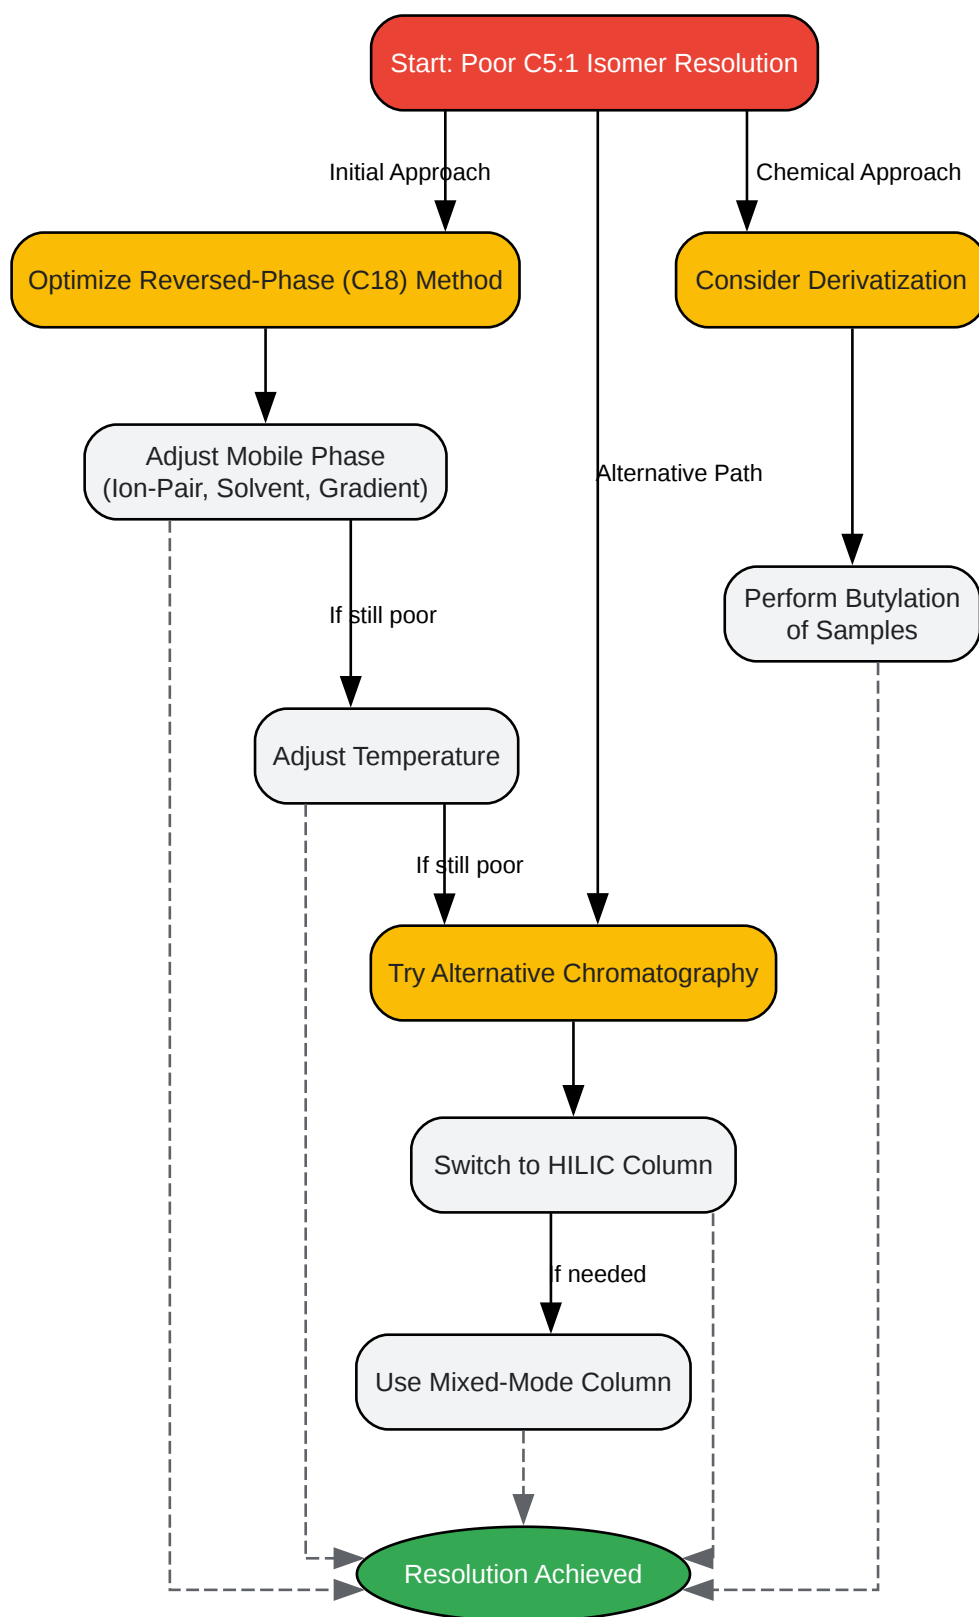 Start: Poor C5:1 Isomer Resolution
Initial Approach
Chemical Approach
Optimize Reversed-Phase (C18) Method
Consider Derivatization
Adjust Mobile Phase
(Ion-Pair, Solvent, Gradient)
Alternative Path
Perform Butylation
of Samples
If still poor
Adjust Temperature
If still poor
Try Alternative Chromatography
Switch to HILIC Column
If needed
Use Mixed-Mode Column
Resolution Achieved